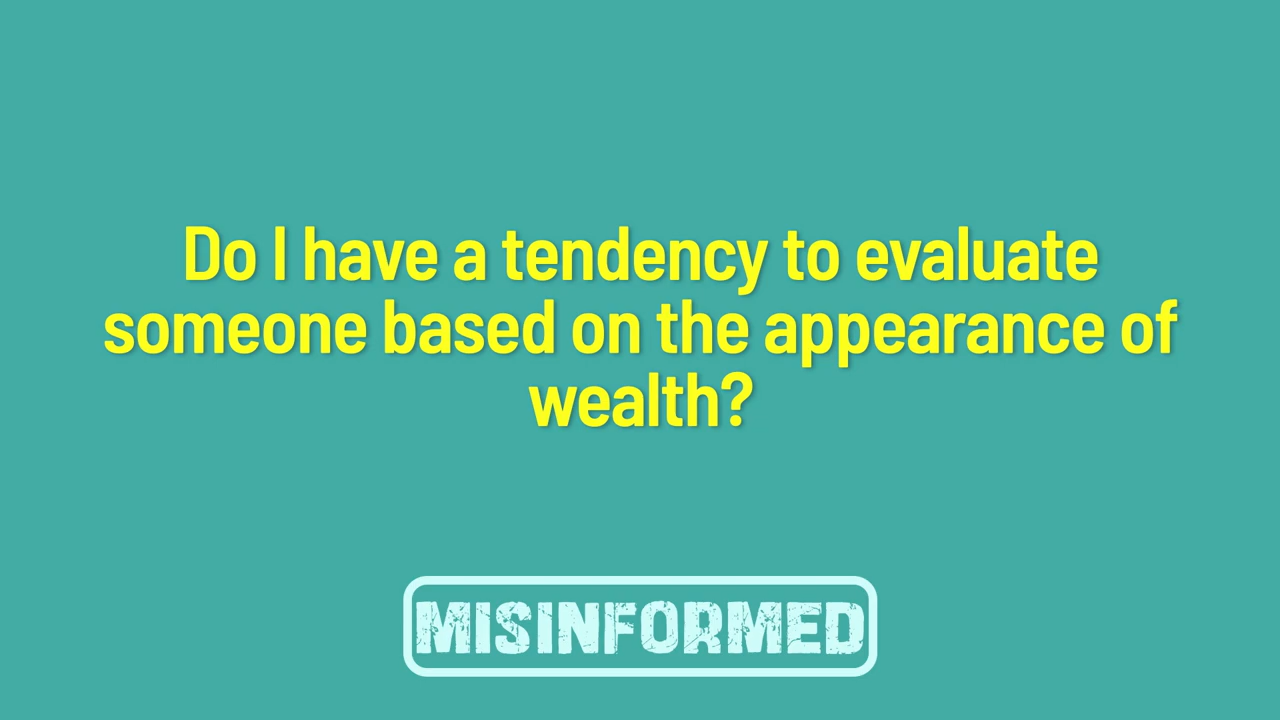 Do I have a tendency to evaluate
someone based on the appearance of
wealth?
MISINFORMED